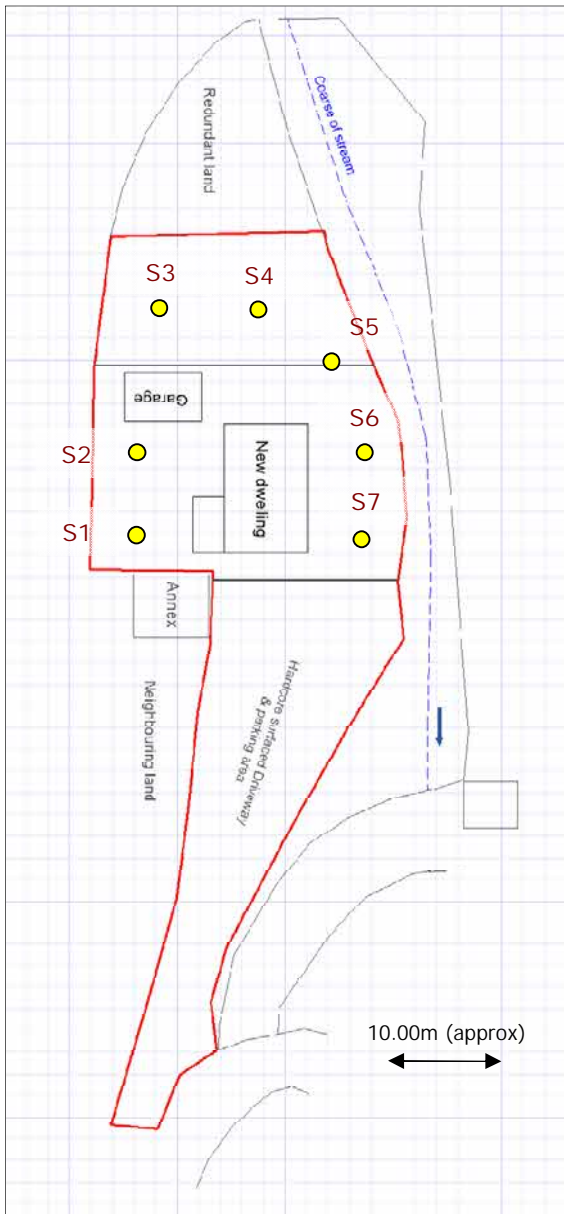 Coarse of stream
Redundant land
S3
S4
S5
Garage
S2
S6
New dwelling
S1
S7
Annex
Hardcore surfaced Driveway
& parking area
Neighbouring land
10.00m (approx)